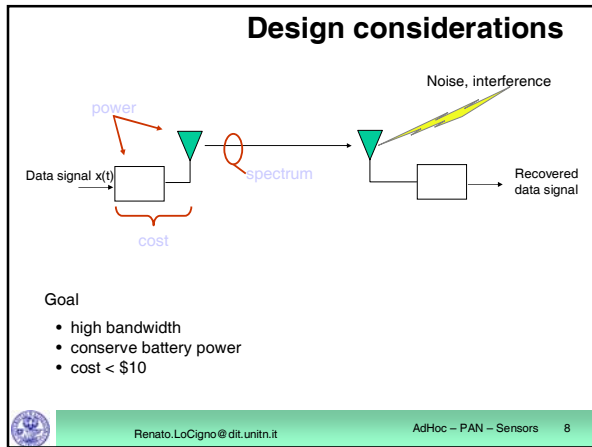 Design considerations
Noise, interference
power
Data signal x(t)
spectrum
Recovered
data signal
cost
Goal
• high bandwidth
• conserve battery power
• cost < $10
Renato.LoCigno@dit.unitn.it
AdHoc – PAN – Sensors 8